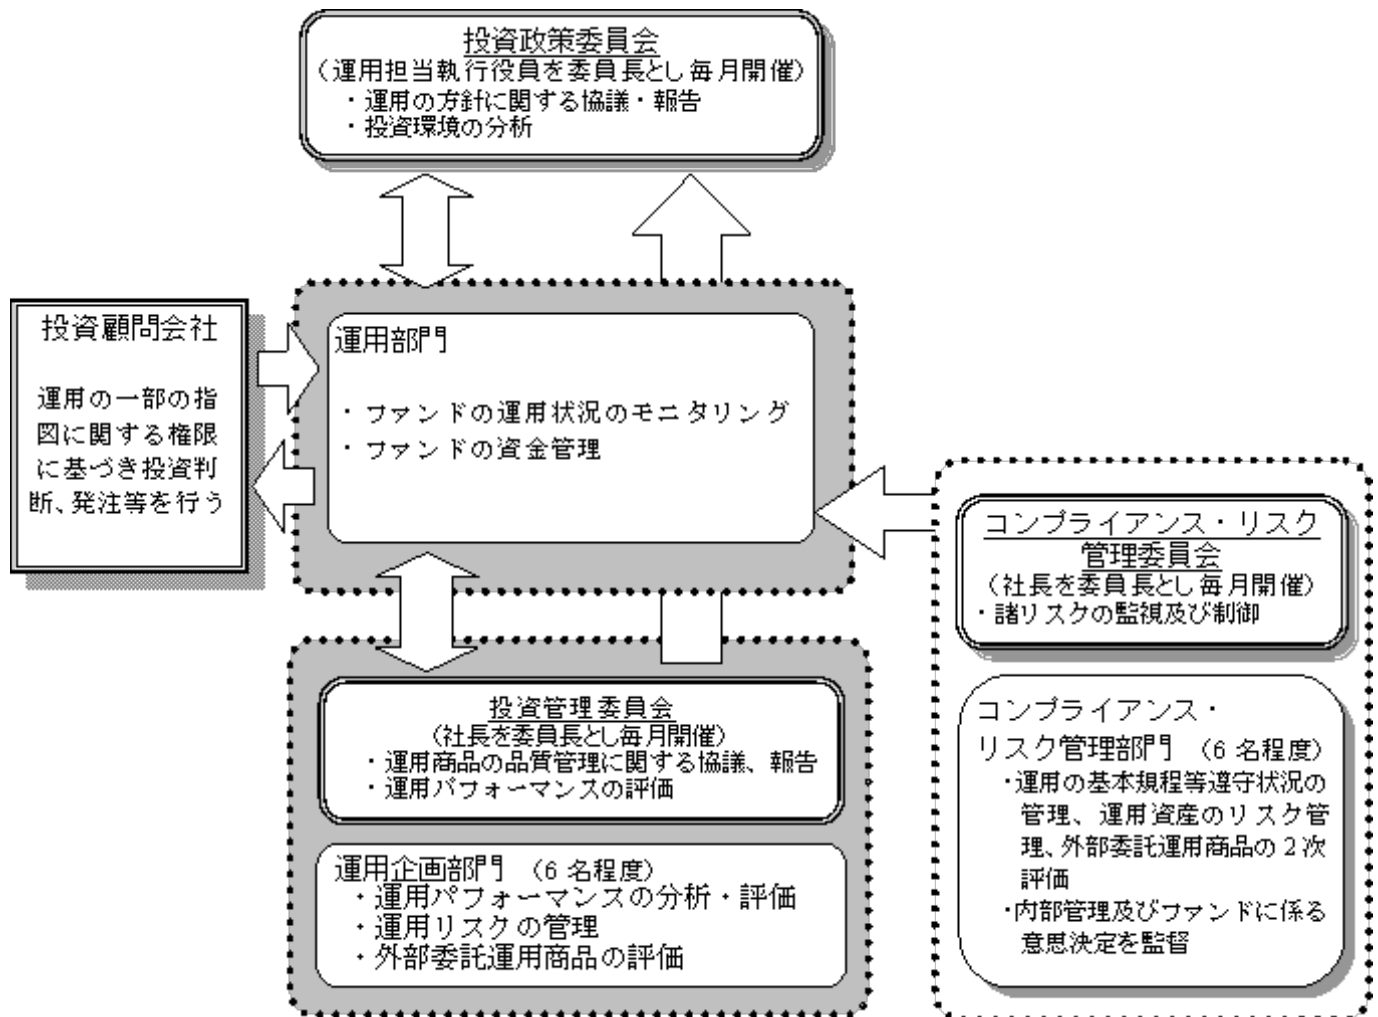 投資政策委員会
(運用担当執行役員を委員長とし毎月開催)
・運用の方針に関する協議・報告
・投資環境の分析
投資顧問会社
運用の一部の指
図に関する権限
に基づき投資判
断、発注等を行う
運用部門
・ファンドの運用状況のモニタリング
・ファンドの資金管理
コンプライアンス・リスク
管理委員会
(社長を委員長とし毎月開催)
・諸リスクの監視及び制御
コンプライアンス・
リスク管理部門 (6名程度)
・運用の基本規程等遵守状況の
管理、運用資産のリスク管
理、外部委託運用商品の2次
評価
・内部管理及びファンドに係る
意思決定を監督
投資管理委員会
(社長を委員長とし毎月開催)
・運用商品の品質管理に関する協議、報告
・運用パフォーマンスの評価
運用企画部門 (6名程度)
・運用パフォーマンスの分析・評価
・運用リスクの管理
・外部委託運用商品の評価